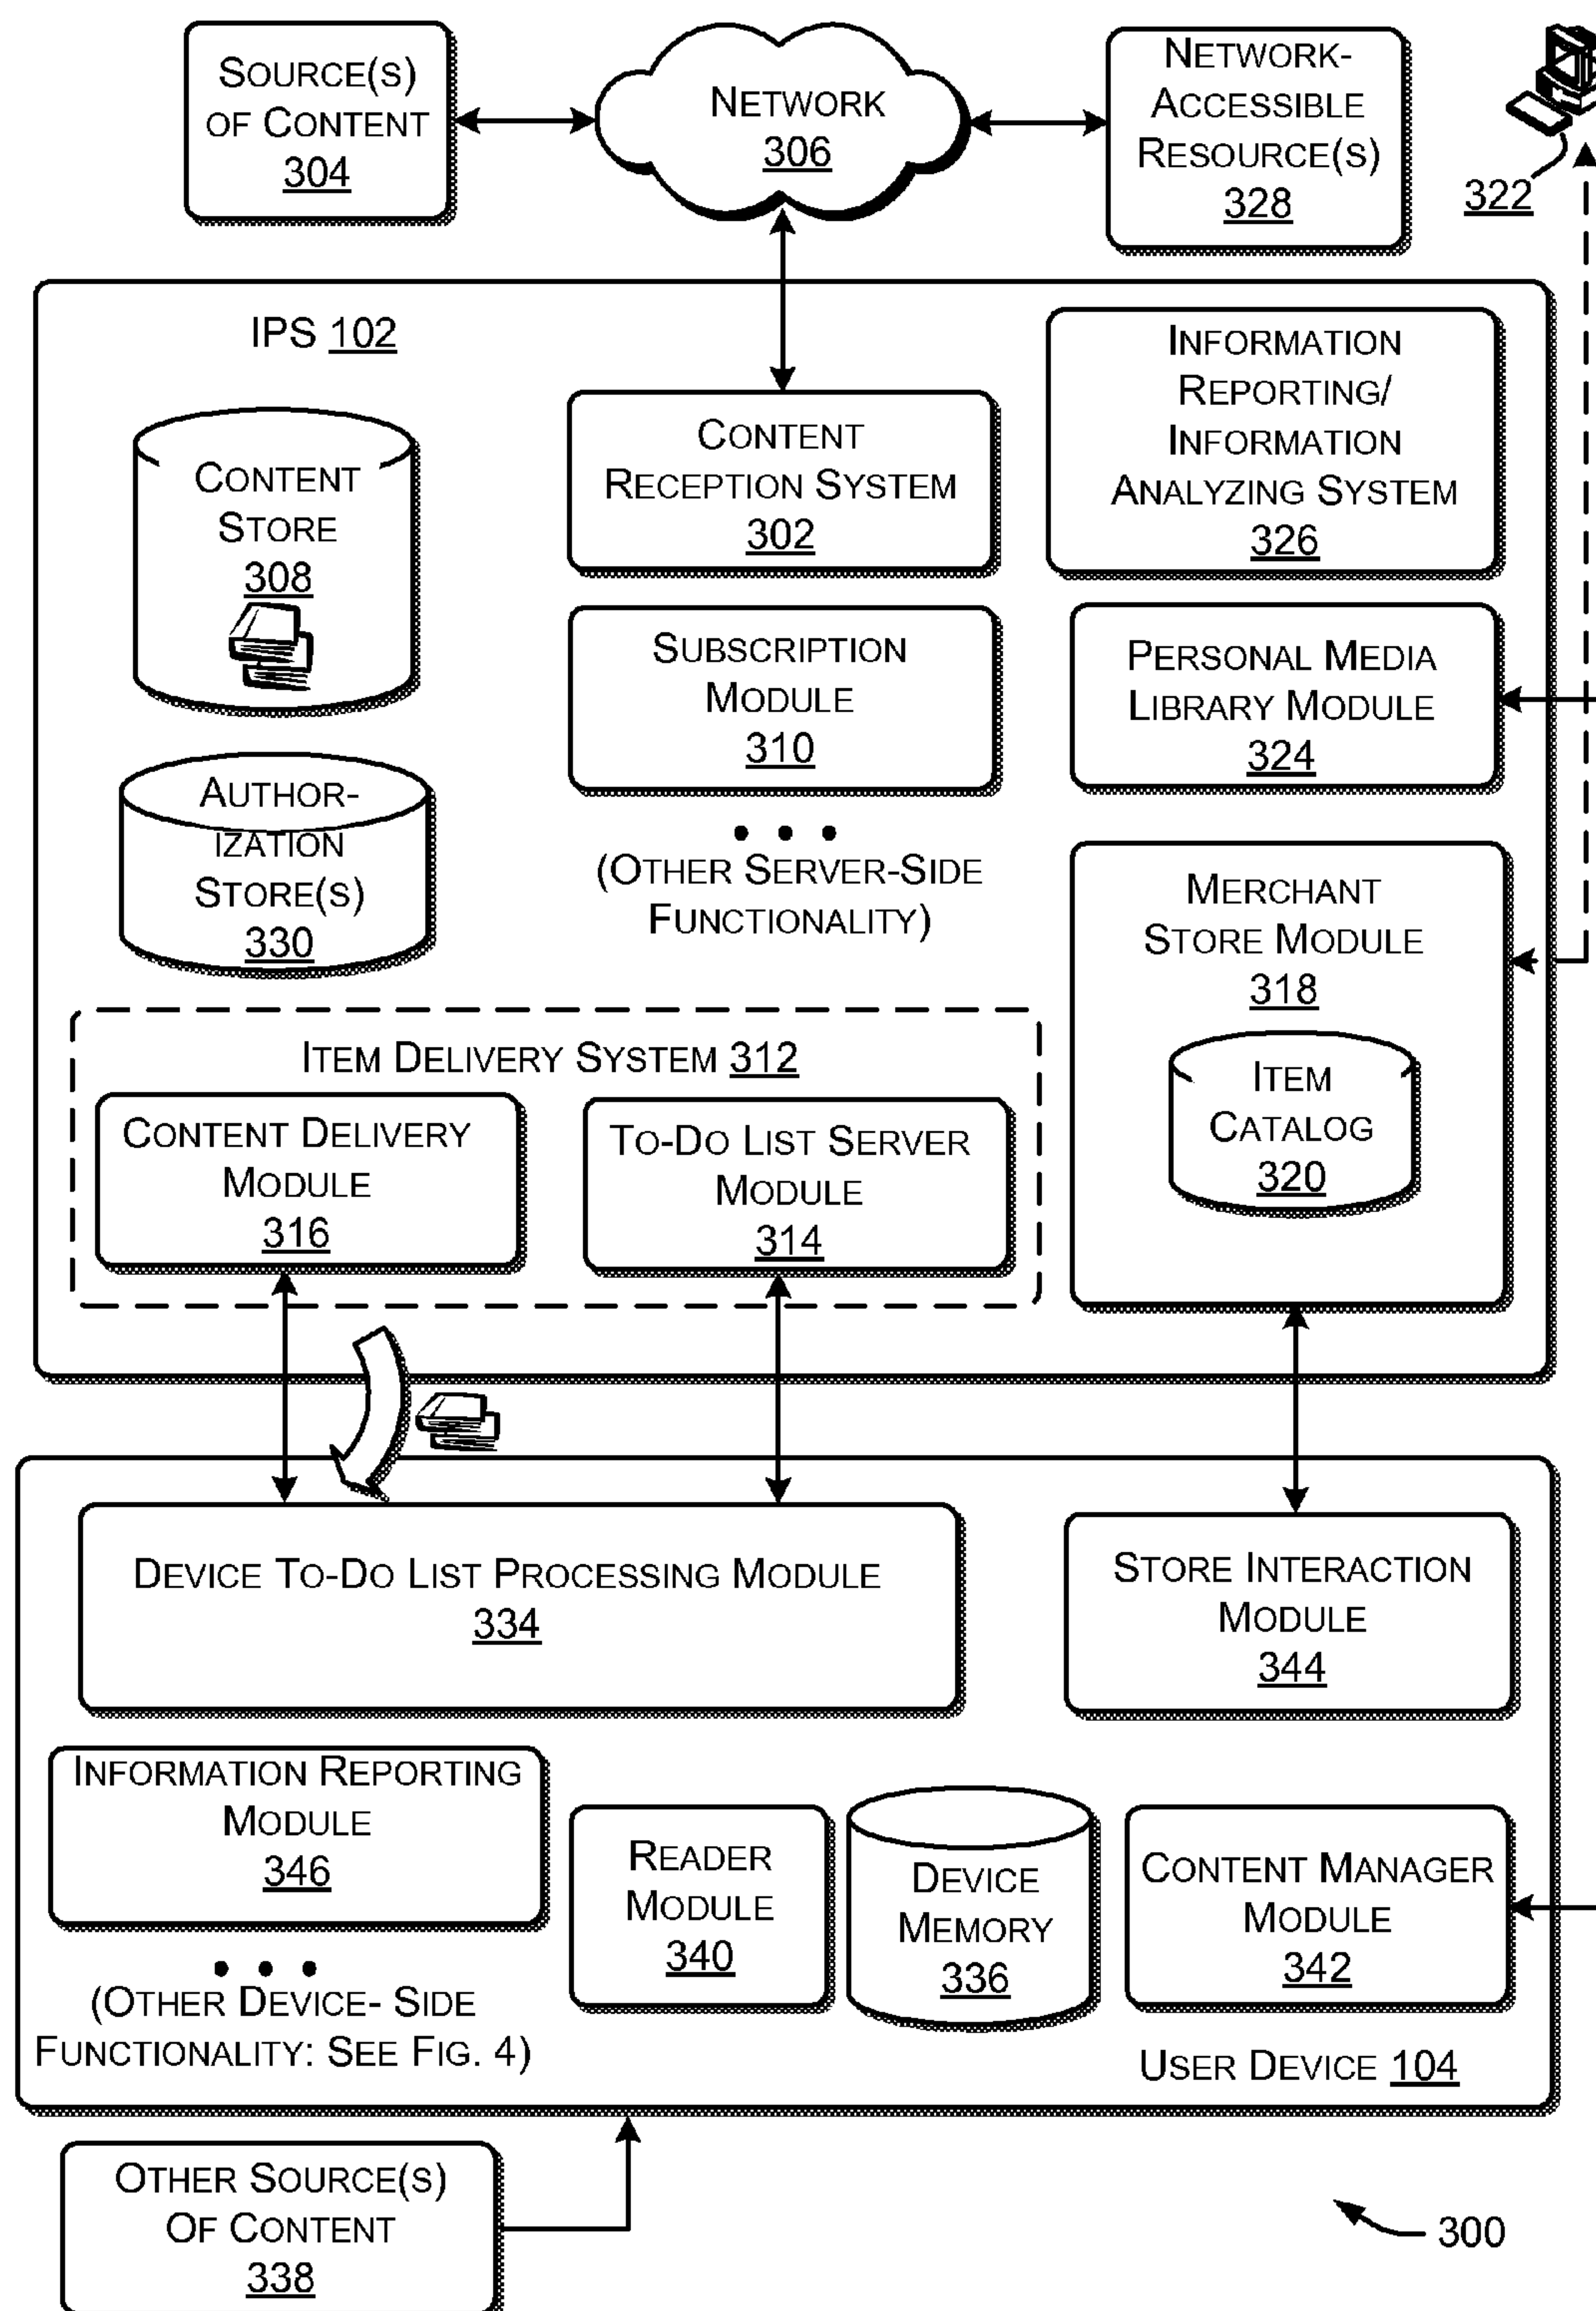 SOURCE(S)
OF CONTENT
304
NETWORK
306
NETWORK-
ACCESSIBLE
RESOURCE(S)
328
322
IPS 102
CONTENT
STORE
308
CONTENT
RECEPTION SYSTEM
302
INFORMATION
REPORTING/
INFORMATION
ANALYZING SYSTEM
326
SUBSCRIPTION
MODULE
310
PERSONAL MEDIA
LIBRARY MODULE
324
AUTHOR-
IZATION
STORE(S)
330
• • •
(OTHER SERVER-SIDE
FUNCTIONALITY)
MERCHANT
STORE MODULE
318
ITEM
CATALOG
320
ITEM DELIVERY SYSTEM 312
CONTENT DELIVERY
MODULE
316
TO-DO LIST SERVER
MODULE
314
DEVICE TO-DO LIST PROCESSING MODULE
334
STORE INTERACTION
MODULE
344
INFORMATION REPORTING
MODULE
346
READER
MODULE
340
DEVICE
MEMORY
336
CONTENT MANAGER
MODULE
342
• • •
(OTHER DEVICE- SIDE
FUNCTIONALITY: SEE FIG. 4)
USER DEVICE 104
OTHER SOURCE(S)
OF CONTENT
338
300